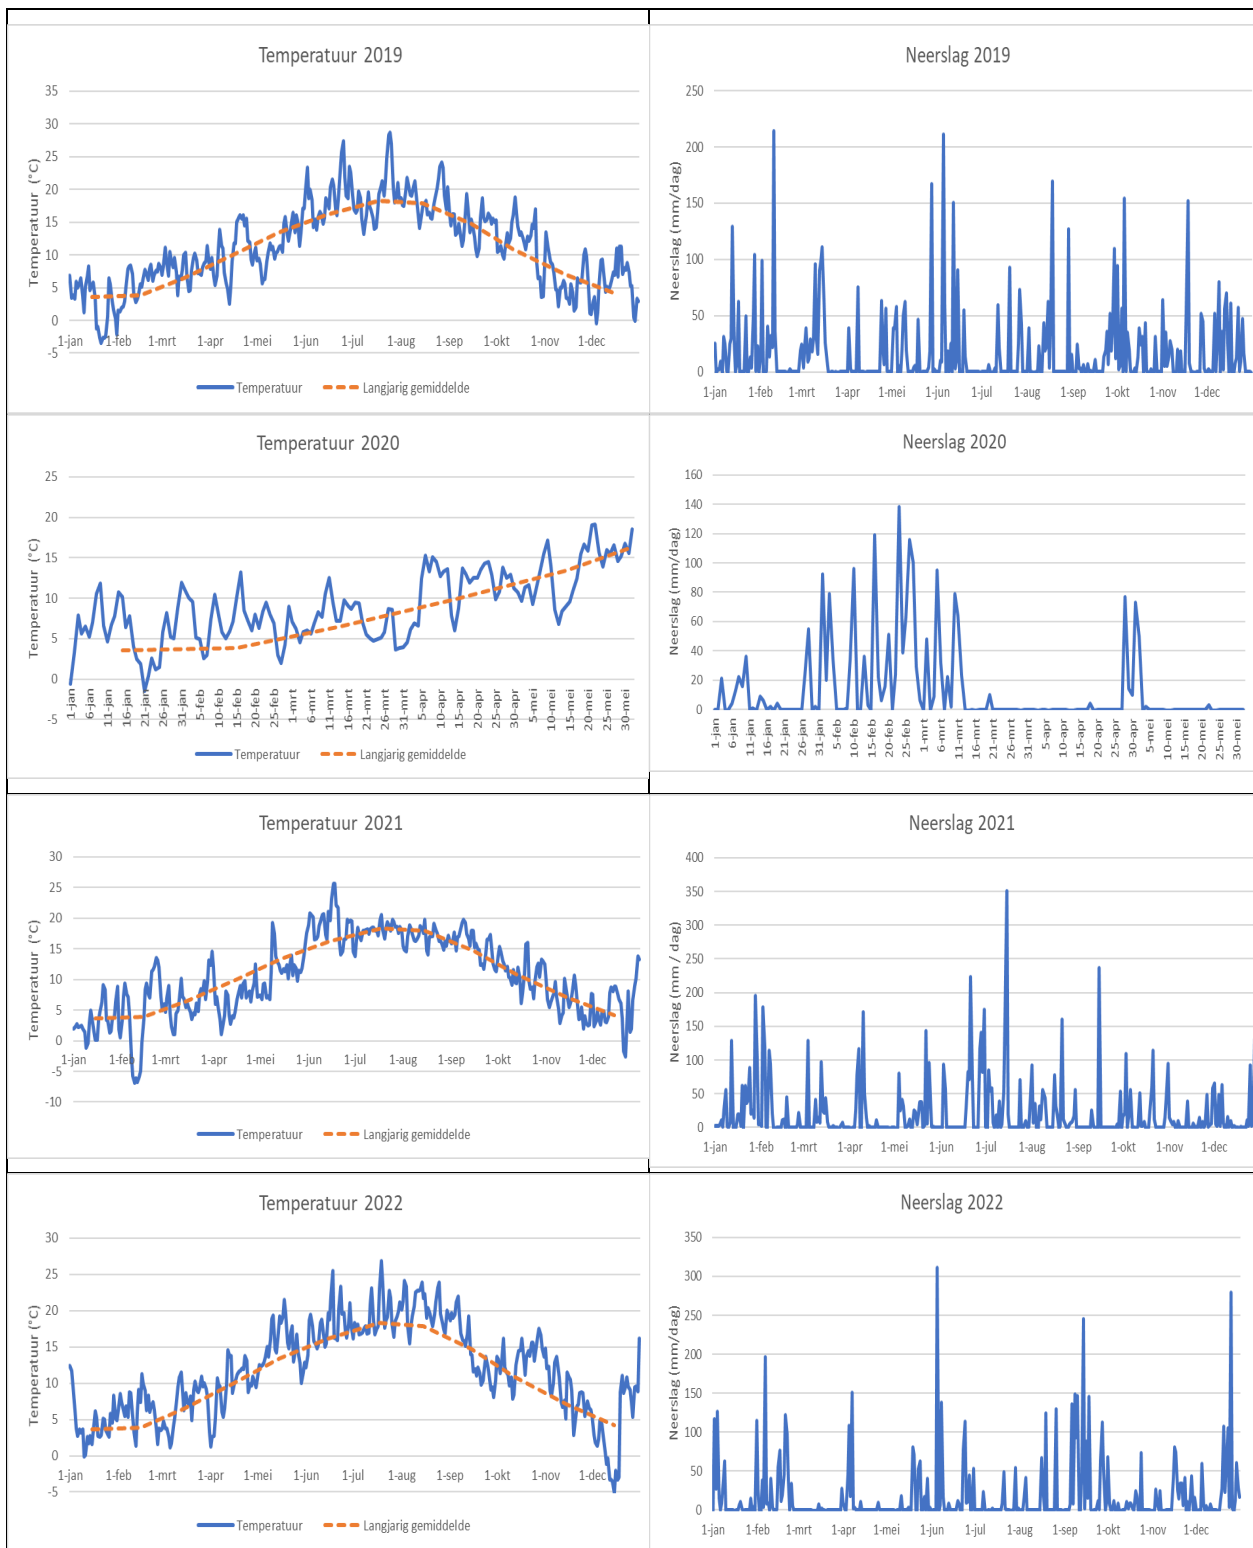 Temperatuur 2019
Temperatuur (°C)
35
30
25
20
15
10
5
0
-5
1-jan 1-feb 1-mrt 1-apr 1-mei 1-jun 1-jul 1-aug 1-sep 1-okt 1-nov 1-dec
Temperatuur Langjarig gemiddelde
Neerslag 2019
Neerslag (mm/dag)
250
200
150
100
50
0
1-jan 1-feb 1-mrt 1-apr 1-mei 1-jun 1-jul 1-aug 1-sep 1-okt 1-nov 1-dec
Temperatuur 2020
Temperatuur (°C)
25
20
15
10
5
0
-5
1-jan 6-jan 11-jan 16-jan 21-jan 26-jan 31-jan 5-feb 10-feb 15-feb 20-feb 25-feb 1-mrt 6-mrt 11-mrt 16-mrt 21-mrt 26-mrt 31-mrt 5-apr 10-apr 15-apr 20-apr 25-apr 30-apr 5-mei 10-mei 15-mei 20-mei 25-mei 30-mei
Temperatuur Langjarig gemiddelde
Neerslag 2020
Neerslag (mm/dag)
160
140
120
100
80
60
40
20
0
1-jan 6-jan 11-jan 16-jan 21-jan 26-jan 31-jan 5-feb 10-feb 15-feb 20-feb 25-feb 1-mrt 6-mrt 11-mrt 16-mrt 21-mrt 26-mrt 31-mrt 5-apr 10-apr 15-apr 20-apr 25-apr 30-apr 5-mei 10-mei 15-mei 20-mei 25-mei 30-mei
Temperatuur 2021
Temperatuur (°C)
30
25
20
15
10
5
0
-5
-10
1-jan 1-feb 1-mrt 1-apr 1-mei 1-jun 1-jul 1-aug 1-sep 1-okt 1-nov 1-dec
Temperatuur Langjarig gemiddelde
Neerslag 2021
Neerslag (mm / dag)
400
350
300
250
200
150
100
50
0
1-jan 1-feb 1-mrt 1-apr 1-mei 1-jun 1-jul 1-aug 1-sep 1-okt 1-nov 1-dec
Temperatuur 2022
Temperatuur (°C)
30
25
20
15
10
5
0
-5
1-jan 1-feb 1-mrt 1-apr 1-mei 1-jun 1-jul 1-aug 1-sep 1-okt 1-nov 1-dec
Temperatuur Langjarig gemiddelde
Neerslag 2022
Neerslag (mm/dag)
350
300
250
200
150
100
50
0
1-jan 1-feb 1-mrt 1-apr 1-mei 1-jun 1-jul 1-aug 1-sep 1-okt 1-nov 1-dec